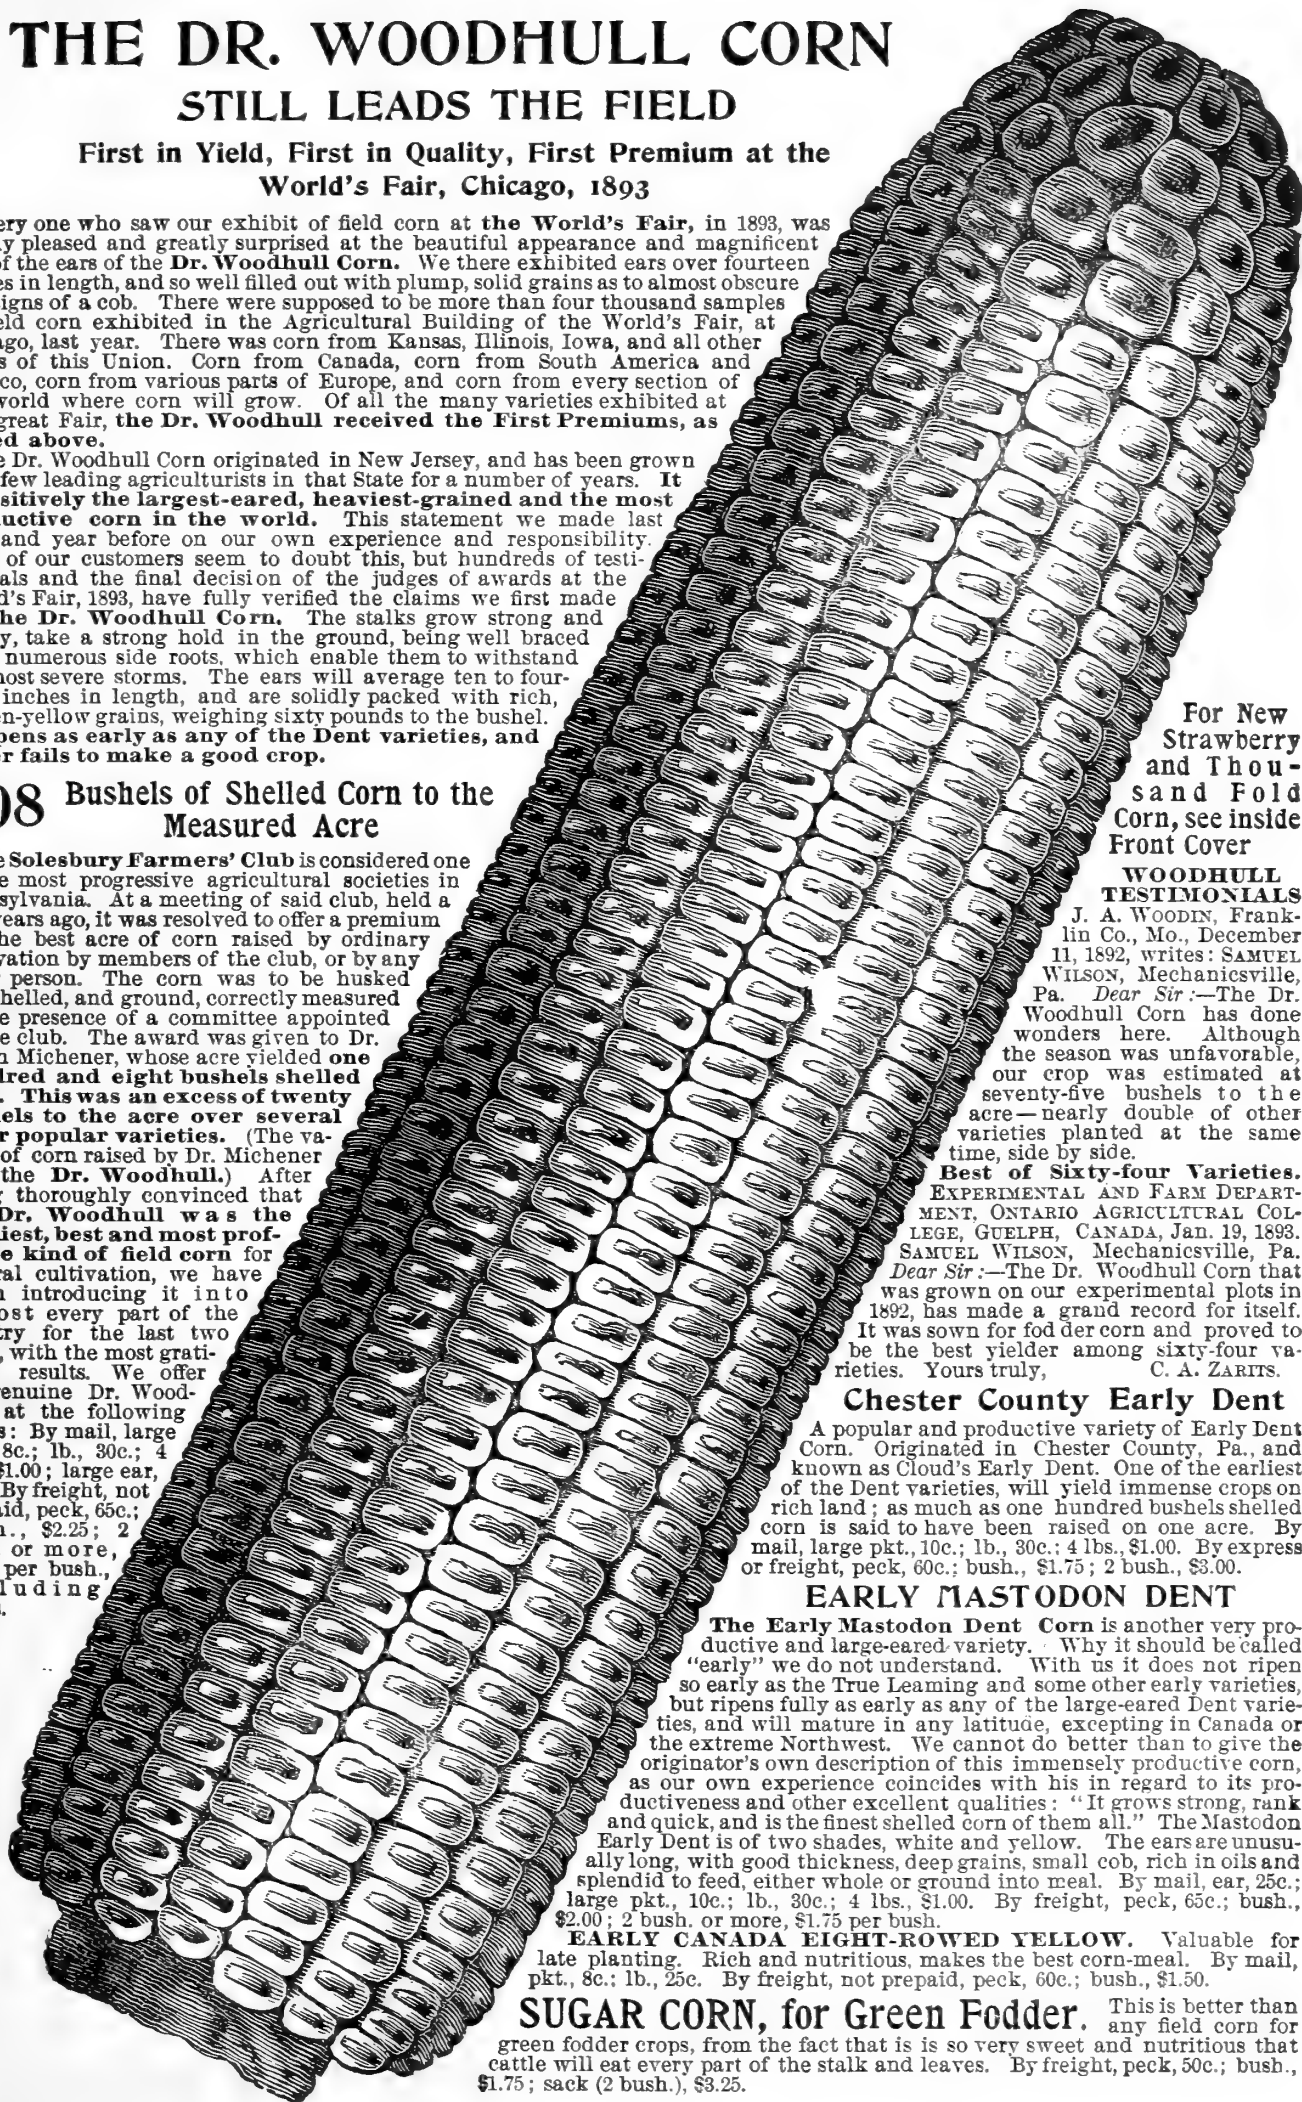 THE DR. WOODHULL CORN
STILL LEADS THE FIELD
First in Yield, First in Quality, First Premium at the
World's Fair, Chicago, 1893
ery one who saw our exhibit of field corn at the World's Fair, in 1893, was
y pleased and greatly surprised at the beautiful appearance and magnificent
f the ears of the Dr. Woodhull Corn. We there exhibited ears over fourteen
es in length, and so well filled out with plump, solid grains as to almost obscure
igns of a cob. There were supposed to be more than four thousand samples
eld corn exhibited in the Agricultural Building of the World's Fair, at
ago, last year. There was corn from Kansas, Illinois, Iowa, and all other
s of this Union. Corn from Canada, corn from South America and
co, corn from various parts of Europe, and corn from every section of
world where corn will grow. Of all the many varieties exhibited at
great Fair, the Dr. Woodhull received the First Premiums, as
ed above.
e Dr. Woodhull Corn originated in New Jersey, and has been grown
few leading agriculturists in that State for a number of years. It
sitively the largest-eared, heaviest-grained and the most
uctive corn in the world. This statement we made last
and year before on our own experience and responsibility.
of our customers seem to doubt this, but hundreds of testi-
als and the final decision of the judges of awards at the
d's Fair, 1893, have fully verified the claims we first made
he Dr. Woodhull Corn. The stalks grow strong and
y, take a strong hold in the ground, being well braced
numerous side roots, which enable them to withstand
nost severe storms. The ears will average ten to four-
inches in length, and are solidly packed with rich,
n-yellow grains, weighing sixty pounds to the bushel.
pens as early as any of the Dent varieties, and
r fails to make a good crop.
08 Bushels of Shelled Corn to the
Measured Acre
e Solesbury Farmers' Club is considered one
e most progressive agricultural societies in
sylvania. At a meeting of said club, held a
years ago, it was resolved to offer a premium
he best acre of corn raised by ordinary
vation by members of the club, or by any
person. The corn was to be husked
helled, and ground, correctly measured
e presence of a committee appointed
e club. The award was given to Dr.
n Michener, whose acre yielded one
dred and eight bushels shelled
. This was an excess of twenty
els to the acre over several
r popular varieties. (The va-
of corn raised by Dr. Michener
the Dr. Woodhull.) After
g thoroughly convinced that
Dr. Woodhull was the
iest, best and most prof-
e kind of field corn for
ral cultivation, we have
n introducing it into
ost every part of the
try for the last two
, with the most grati-
results. We offer
genuine Dr. Wood-
at the following
s: By mail, large
8c.; lb., 30c.; 4
$1.00; large ear,
By freight, not
aid, peck, 65c.;
., $2.25; 2
or more,
per bush.,
luding
.
For New
Strawberry
and Thou-
sand Fold
Corn, see inside
Front Cover
WOODHULL
TESTIMONIALS
J. A. WOODIN, Frank-
lin Co., Mo., December
11, 1892, writes: SAMUEL
WILSON, Mechanicsville,
Pa. Dear Sir:—The Dr.
Woodhull Corn has done
wonders here. Although
the season was unfavorable,
our crop was estimated at
seventy-five bushels to the
acre—nearly double of other
varieties planted at the same
time, side by side.
Best of Sixty-four Varieties.
EXPERIMENTAL AND FARM DEPART-
MENT, ONTARIO AGRICULTURAL COL-
LEGE, GUELPH, CANADA, Jan. 19, 1893.
SAMUEL WILSON, Mechanicsville, Pa.
Dear Sir:—The Dr. Woodhull Corn that
was grown on our experimental plots in
1892, has made a grand record for itself.
It was sown for fod der corn and proved to
be the best yielder among sixty-four va-
rieties. Yours truly, C. A. ZARITS.
Chester County Early Dent
A popular and productive variety of Early Dent
Corn. Originated in Chester County, Pa., and
known as Cloud's Early Dent. One of the earliest
of the Dent varieties, will yield immense crops on
rich land; as much as one hundred bushels shelled
corn is said to have been raised on one acre. By
mail, large pkt., 10c.; lb., 30c.; 4 lbs., $1.00. By express
or freight, peck, 60c.; bush., $1.75; 2 bush., $3.00.
EARLY MASTODON DENT
The Early Mastodon Dent Corn is another very pro-
ductive and large-eared variety. Why it should be called
"early" we do not understand. With us it does not ripen
so early as the True Leaming and some other early varieties,
but ripens fully as early as any of the large-eared Dent varie-
ties, and will mature in any latitude, excepting in Canada or
the extreme Northwest. We cannot do better than to give the
originator's own description of this immensely productive corn,
as our own experience coincides with his in regard to its pro-
ductiveness and other excellent qualities: "It grows strong, rank
and quick, and is the finest shelled corn of them all." The Mastodon
Early Dent is of two shades, white and yellow. The ears are unusu-
ally long, with good thickness, deep grains, small cob, rich in oils and
splendid to feed, either whole or ground into meal. By mail, ear, 25c.;
large pkt., 10c.; lb., 30c.; 4 lbs., $1.00. By freight, peck, 65c.; bush.,
$2.00; 2 bush. or more, $1.75 per bush.
EARLY CANADA EIGHT-ROWED YELLOW. Valuable for
late planting. Rich and nutritious, makes the best corn-meal. By mail,
pkt., 8c.; lb., 25c. By freight, not prepaid, peck, 60c.; bush., $1.50.
SUGAR CORN, for Green Fodder. This is better than
any field corn for
green fodder crops, from the fact that is is so very sweet and nutritious that
cattle will eat every part of the stalk and leaves. By freight, peck, 50c.; bush.,
$1.75; sack (2 bush.), $3.25.